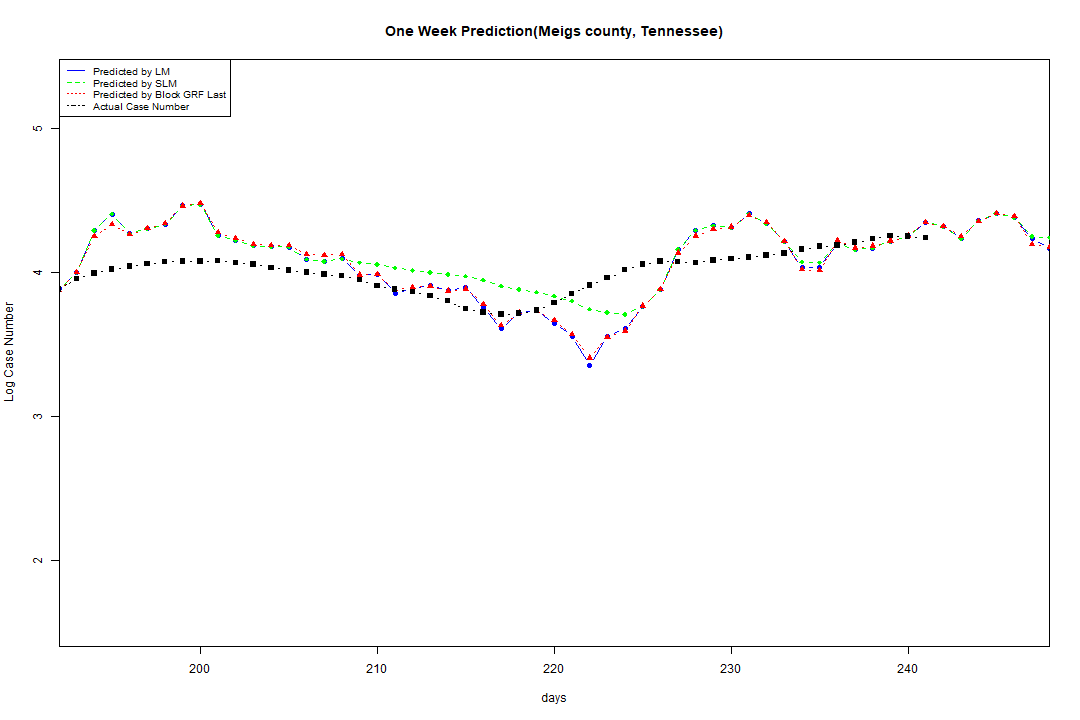 One Week Prediction(Meigs county, Tennessee)
Predicted by LM
Predicted by SLM
Predicted by Block GRF Last
Actual Case Number
5
4
3
2
Log Case Number
200 210 220 230 240
days